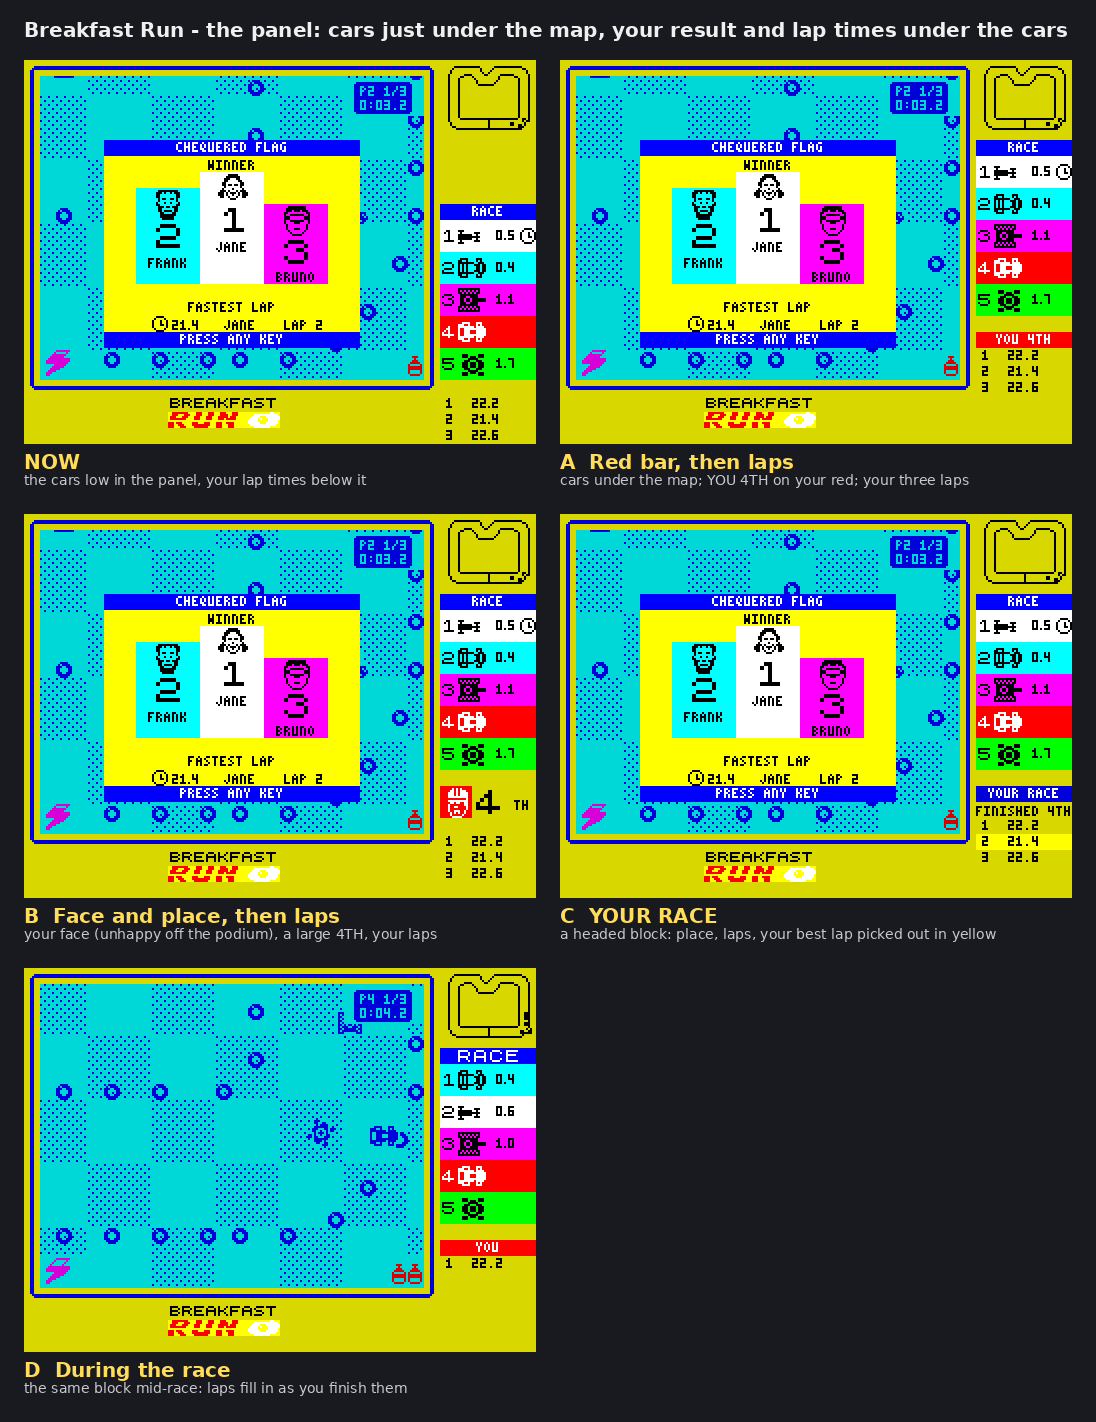 Breakfast Run - the panel: cars just under the map, your result and lap times under the cars
P2 1/3
0:03.2
CHEQUERED FLAG
WINNER
1
JANE
2
FRANK
3
BRUNO
FASTEST LAP
21.4 JANE LAP 2
PRESS ANY KEY
RACE
1 0.5
2 0.4
3 1.1
4
5 1.7
1 22.2
2 21.4
3 22.6
BREAKFAST
RUN
NOW
the cars low in the panel, your lap times below it
P2 1/3
0:03.2
CHEQUERED FLAG
WINNER
1
JANE
2
FRANK
3
BRUNO
FASTEST LAP
21.4 JANE LAP 2
PRESS ANY KEY
RACE
1 0.5
2 0.4
3 1.1
4
5 1.7
YOU 4TH
1 22.2
2 21.4
3 22.6
BREAKFAST
RUN
A Red bar, then laps
cars under the map; YOU 4TH on your red; your three laps
P2 1/3
0:03.2
CHEQUERED FLAG
WINNER
1
JANE
2
FRANK
3
BRUNO
FASTEST LAP
21.4 JANE LAP 2
PRESS ANY KEY
RACE
1 0.5
2 0.4
3 1.1
4
5 1.7
4 TH
1 22.2
2 21.4
3 22.6
BREAKFAST
RUN
B Face and place, then laps
your face (unhappy off the podium), a large 4TH, your laps
P2 1/3
0:03.2
CHEQUERED FLAG
WINNER
1
JANE
2
FRANK
3
BRUNO
FASTEST LAP
21.4 JANE LAP 2
PRESS ANY KEY
RACE
1 0.5
2 0.4
3 1.1
4
5 1.7
YOUR RACE
FINISHED 4TH
1 22.2
2 21.4
3 22.6
BREAKFAST
RUN
C YOUR RACE
a headed block: place, laps, your best lap picked out in yellow
P4 1/3
0:04.2
RACE
1 0.4
2 0.6
3 1.0
4
5
YOU
1 22.2
BREAKFAST
RUN
D During the race
the same block mid-race: laps fill in as you finish them